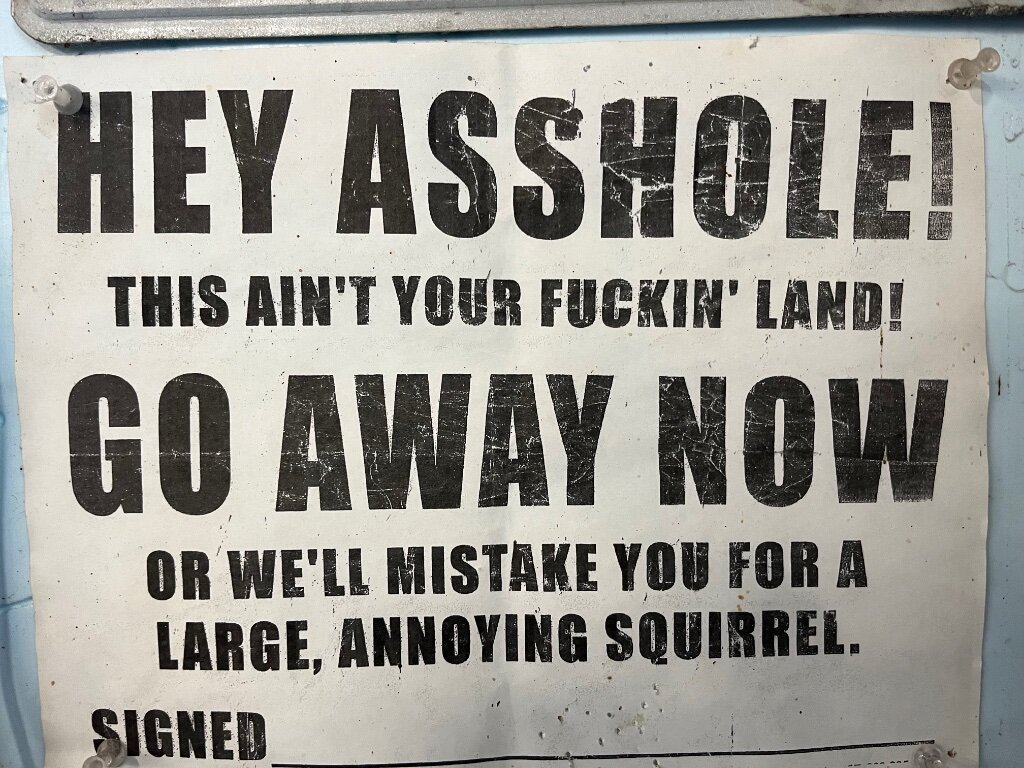 HEY ASSHOLE!
THIS AIN'T YOUR FUCKIN' LAND!
GO AWAY NOW
OR WE'LL MISTAKE YOU FOR A
LARGE, ANNOYING SQUIRREL.
SIGNED